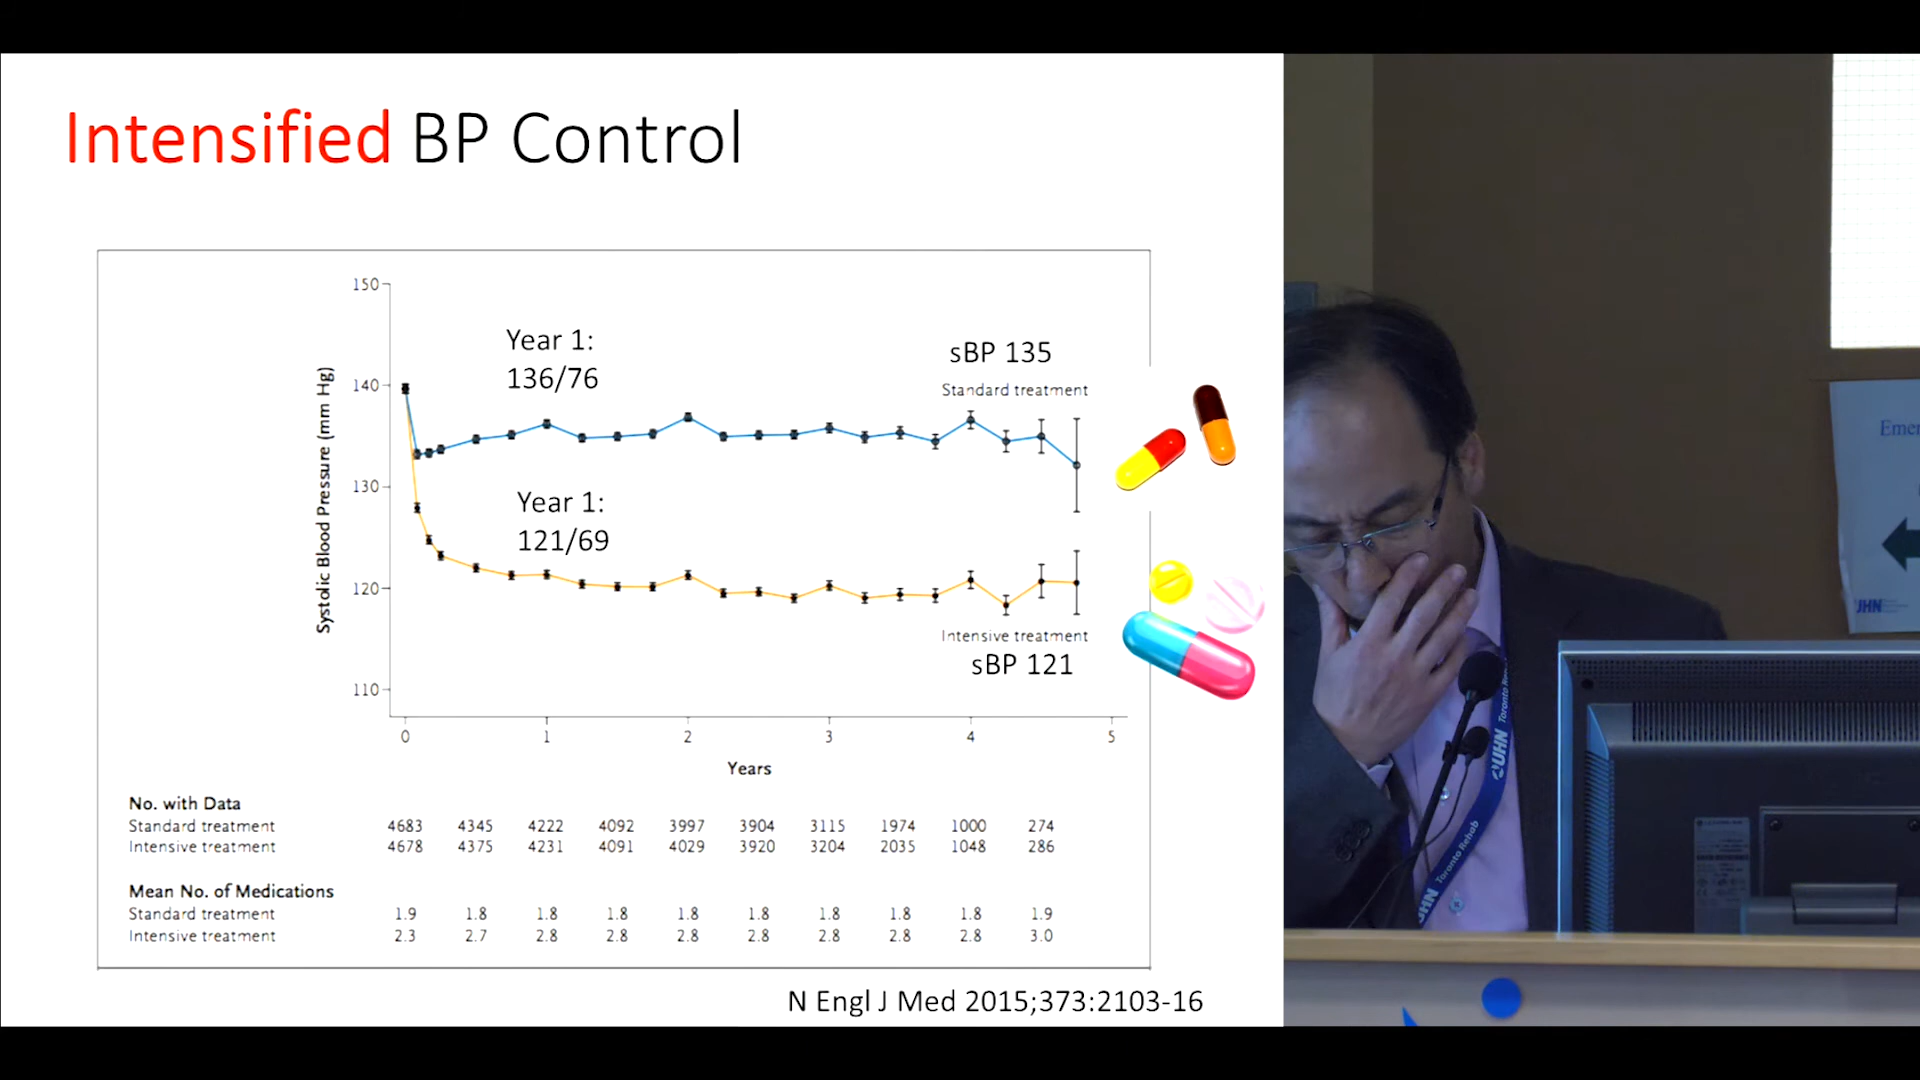 Intensified BP Control
150
140
130
120
110
Systolic Blood Pressure (mm Hg)
Year 1:
136/76
sBP 135
Standard treatment
Year 1:
121/69
Intensive treatment
sBP 121
0 1 2 3 4 5
Years
No. with Data
Standard treatment 4683 4345 4222 4092 3997 3904 3115 1974 1000 274
Intensive treatment 4678 4375 4231 4091 4029 3920 3204 2035 1048 286
Mean No. of Medications
Standard treatment 1.9 1.8 1.8 1.8 1.8 1.8 1.8 1.8 1.8 1.9
Intensive treatment 2.3 2.7 2.8 2.8 2.8 2.8 2.8 2.8 2.8 3.0
N Engl J Med 2015;373:2103-16
UHN
Toronto Rehab
UHN